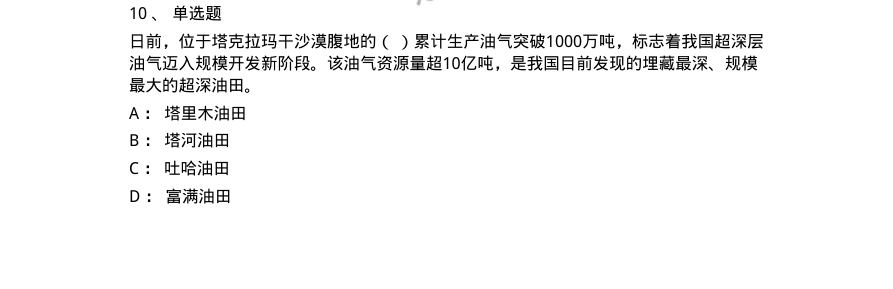 10 、 单选题
日前，位于塔克拉玛干沙漠腹地的（ ）累计生产油气突破1000万吨，标志着我国超深层
油气迈入规模开发新阶段。该油气资源量超10亿吨，是我国目前发现的埋藏最深、规模
最大的超深油田。
A： 塔里木油田
B： 塔河油田
C： 吐哈油田
D： 富满油田